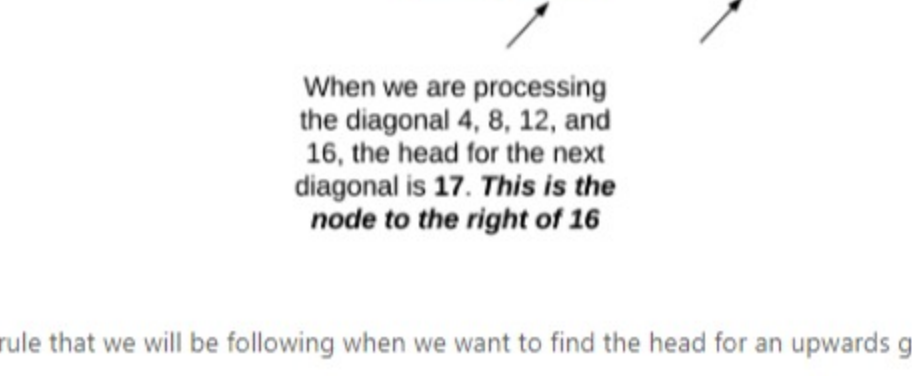 When we are processing
the diagonal 4, 8, 12, and
16, the head for the next
diagonal is 17. This is the
node to the right of 16
rule that we will be following when we want to find the head for an upwards g